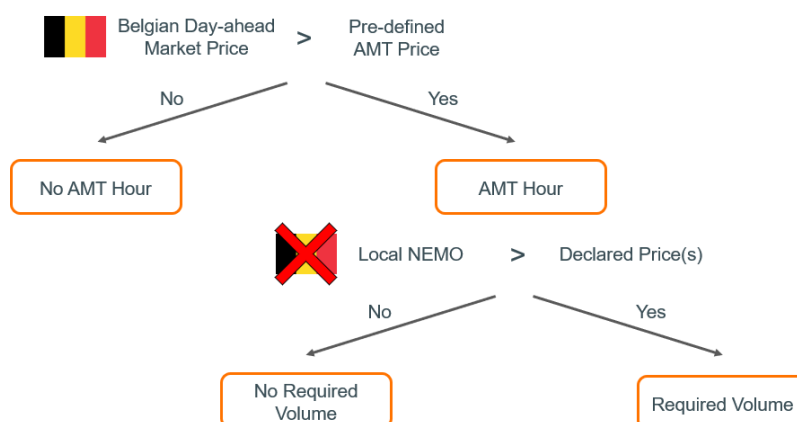 Belgian Day-ahead
Market Price
>
Pre-defined
AMT Price
No
Yes
No AMT Hour
AMT Hour
Local NEMO
>
Declared Price(s)
No
Yes
No Required
Volume
Required Volume